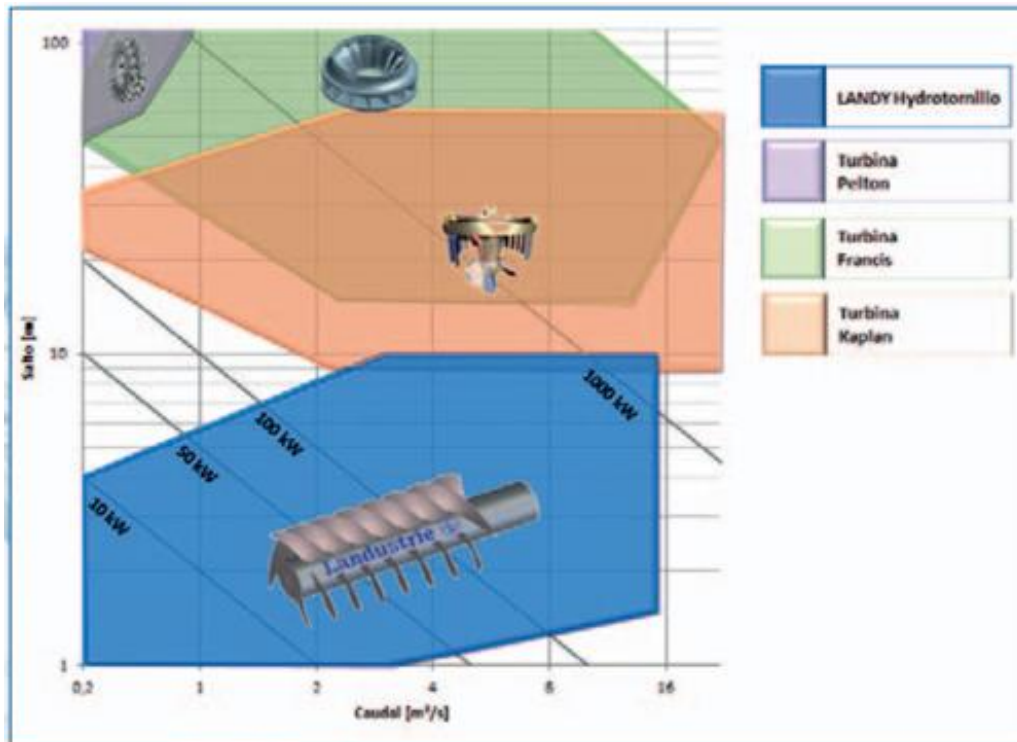 100
10
1
Salto [m]
0,2
1
2
4
8
16
Caudal [m³/s]
10 kW
50 kW
100 kW
1000 kW
Landustrie
LANDY Hydrotornillo
Turbina
Pelton
Turbina
Francis
Turbina
Kaplan